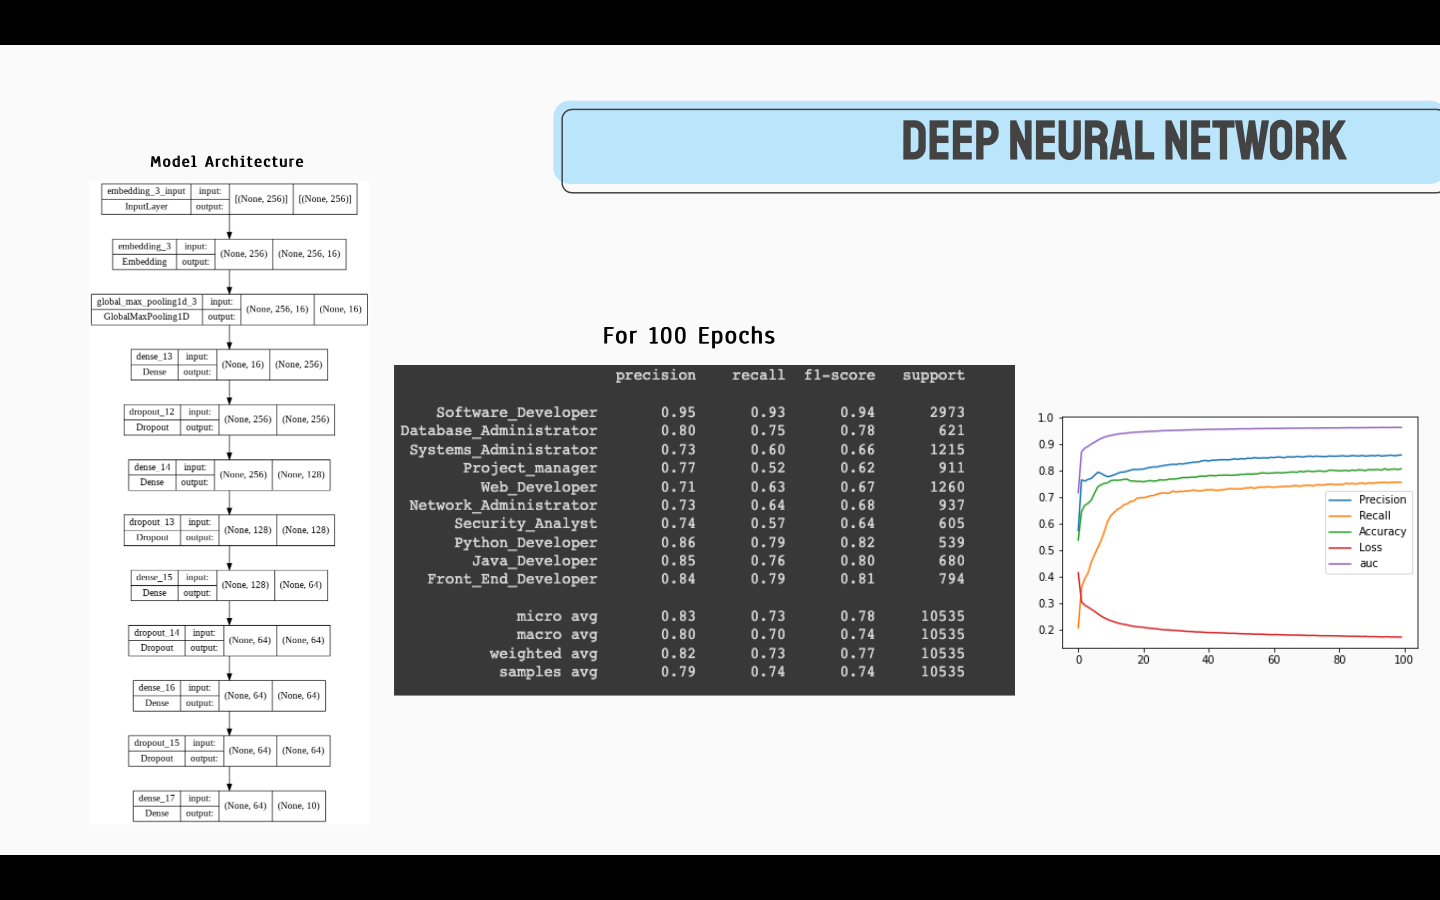 DEEP NEURAL NETWORK
Model Architecture
embedding_3_input input: [(None, 256)] [(None, 256)]
InputLayer output:
embedding_3 input: (None, 256) (None, 256, 16)
Embedding output:
global_max_pooling1d_3 input: (None, 256, 16) (None, 16)
GlobalMaxPooling1D output:
dense_13 input: (None, 16) (None, 256)
Dense output:
dropout_12 input: (None, 256) (None, 256)
Dropout output:
dense_14 input: (None, 256) (None, 128)
Dense output:
dropout_13 input: (None, 128) (None, 128)
Dropout output:
dense_15 input: (None, 128) (None, 64)
Dense output:
dropout_14 input: (None, 64) (None, 64)
Dropout output:
dense_16 input: (None, 64) (None, 64)
Dense output:
dropout_15 input: (None, 64) (None, 64)
Dropout output:
dense_17 input: (None, 64) (None, 10)
Dense output:
For 100 Epochs
precision recall f1-score support
Software_Developer 0.95 0.93 0.94 2973
Database_Administrator 0.80 0.75 0.78 621
Systems_Administrator 0.73 0.60 0.66 1215
Project_manager 0.77 0.52 0.62 911
Web_Developer 0.71 0.63 0.67 1260
Network_Administrator 0.73 0.64 0.68 937
Security_Analyst 0.74 0.57 0.64 605
Python_Developer 0.86 0.79 0.82 539
Java_Developer 0.85 0.76 0.80 680
Front_End_Developer 0.84 0.79 0.81 794
micro avg 0.83 0.73 0.78 10535
macro avg 0.80 0.70 0.74 10535
weighted avg 0.82 0.73 0.77 10535
samples avg 0.79 0.74 0.74 10535
1.0
0.9
0.8
0.7
0.6
0.5
0.4
0.3
0.2
0 20 40 60 80 100
Precision
Recall
Accuracy
Loss
auc